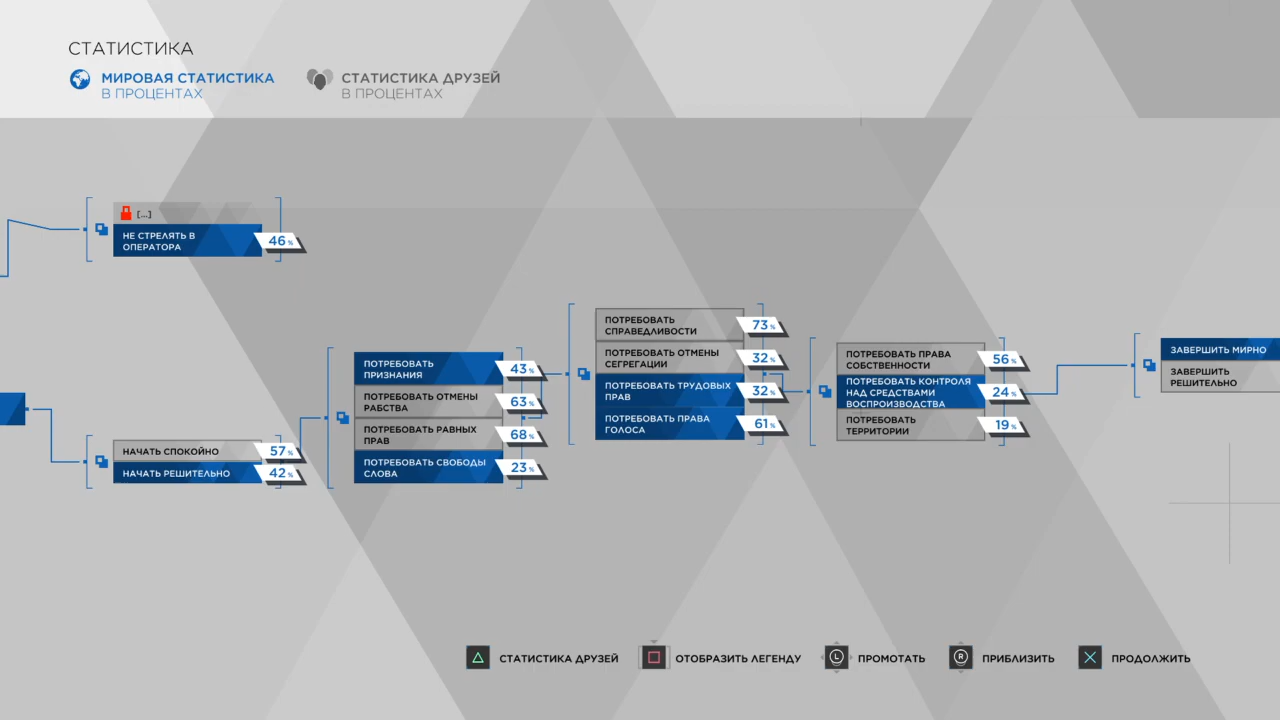 СТАТИСТИКА
МИРОВАЯ СТАТИСТИКА
В ПРОЦЕНТАХ
СТАТИСТИКА ДРУЗЕЙ
В ПРОЦЕНТАХ
[...]
НЕ СТРЕЛЯТЬ В
ОПЕРАТОРА
46%
НАЧАТЬ СПОКОЙНО
57%
НАЧАТЬ РЕШИТЕЛЬНО
42%
ПОТРЕБОВАТЬ
ПРИЗНАНИЯ
43%
ПОТРЕБОВАТЬ ОТМЕНЫ
РАБСТВА
63%
ПОТРЕБОВАТЬ РАВНЫХ
ПРАВ
68%
ПОТРЕБОВАТЬ СВОБОДЫ
СЛОВА
23%
ПОТРЕБОВАТЬ
СПРАВЕДЛИВОСТИ
73%
ПОТРЕБОВАТЬ ОТМЕНЫ
СЕГРЕГАЦИИ
32%
ПОТРЕБОВАТЬ ТРУДОВЫХ
ПРАВ
32%
ПОТРЕБОВАТЬ ПРАВА
ГОЛОСА
61%
ПОТРЕБОВАТЬ ПРАВА
СОБСТВЕННОСТИ
56%
ПОТРЕБОВАТЬ КОНТРОЛЯ
НАД СРЕДСТВАМИ
ВОСПРОИЗВОДСТВА
24%
ПОТРЕБОВАТЬ
ТЕРРИТОРИИ
19%
ЗАВЕРШИТЬ МИРНО
ЗАВЕРШИТЬ
РЕШИТЕЛЬНО
СТАТИСТИКА ДРУЗЕЙ
ОТОБРАЗИТЬ ЛЕГЕНДУ
L
ПРОМОТАТЬ
R
ПРИБЛИЗИТЬ
ПРОДОЛЖИТЬ